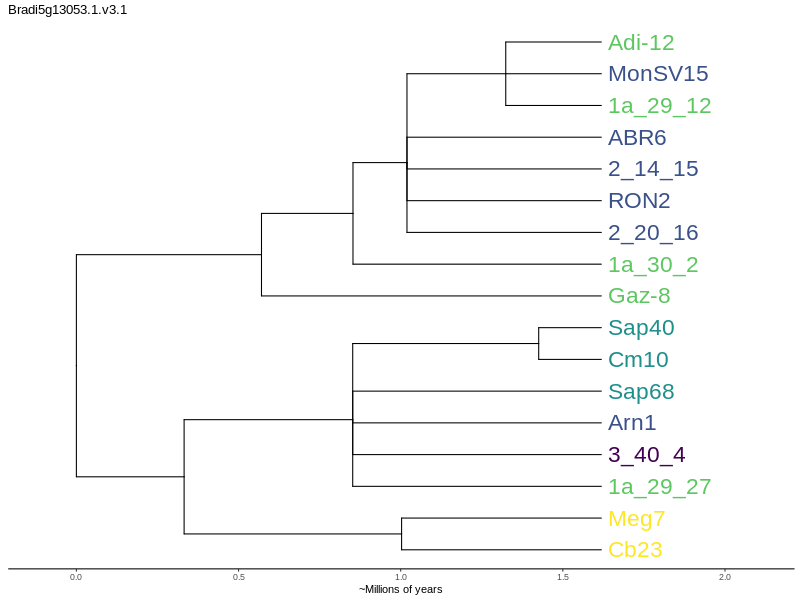 Bradi5g13053.1.v3.1
Adi-12
MonSV15
1a_29_12
ABR6
2_14_15
RON2
2_20_16
1a_30_2
Gaz-8
Sap40
Cm10
Sap68
Arn1
3_40_4
1a_29_27
Meg7
Cb23
0.0 0.5 1.0 1.5 2.0
~Millions of years